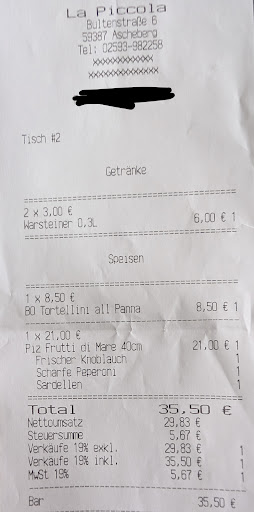 La Piccola
Bültenstraße 6
59387 Ascheberg
Tel: 02593-982258
xxxxxxxxxxxx
xxxxxxxxxxxxx
Tisch #2
Getränke
2 x 3,00 €
Warsteiner 0,3L 6,00 € 1
Speisen
1 x 8,50 €
80 Tortellini all Panna 8,50 € 1
1 x 21,00 €
Piz Frutti di Mare 40cm 21,00 € 1
Frischer Knoblauch 1
Scharfe Peperoni 1
Sardellen 1
Total 35,50 €
Nettoumsatz 29,83 €
Steuersumme 5,67 €
Verkäufe 19% exkl. 29,83 € 1
Verkäufe 19% inkl. 35,50 € 1
MwSt 19% 5,67 € 1
Bar 35,50 €